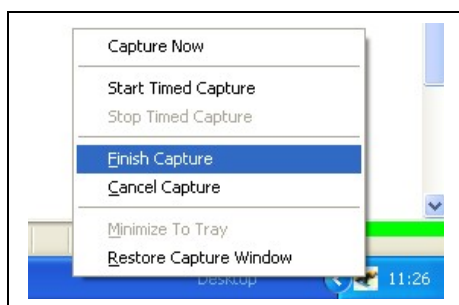 Capture Now
Start Timed Capture
Stop Timed Capture
Finish Capture
Cancel Capture
Minimize To Tray
Restore Capture Window
Desktop
11:26